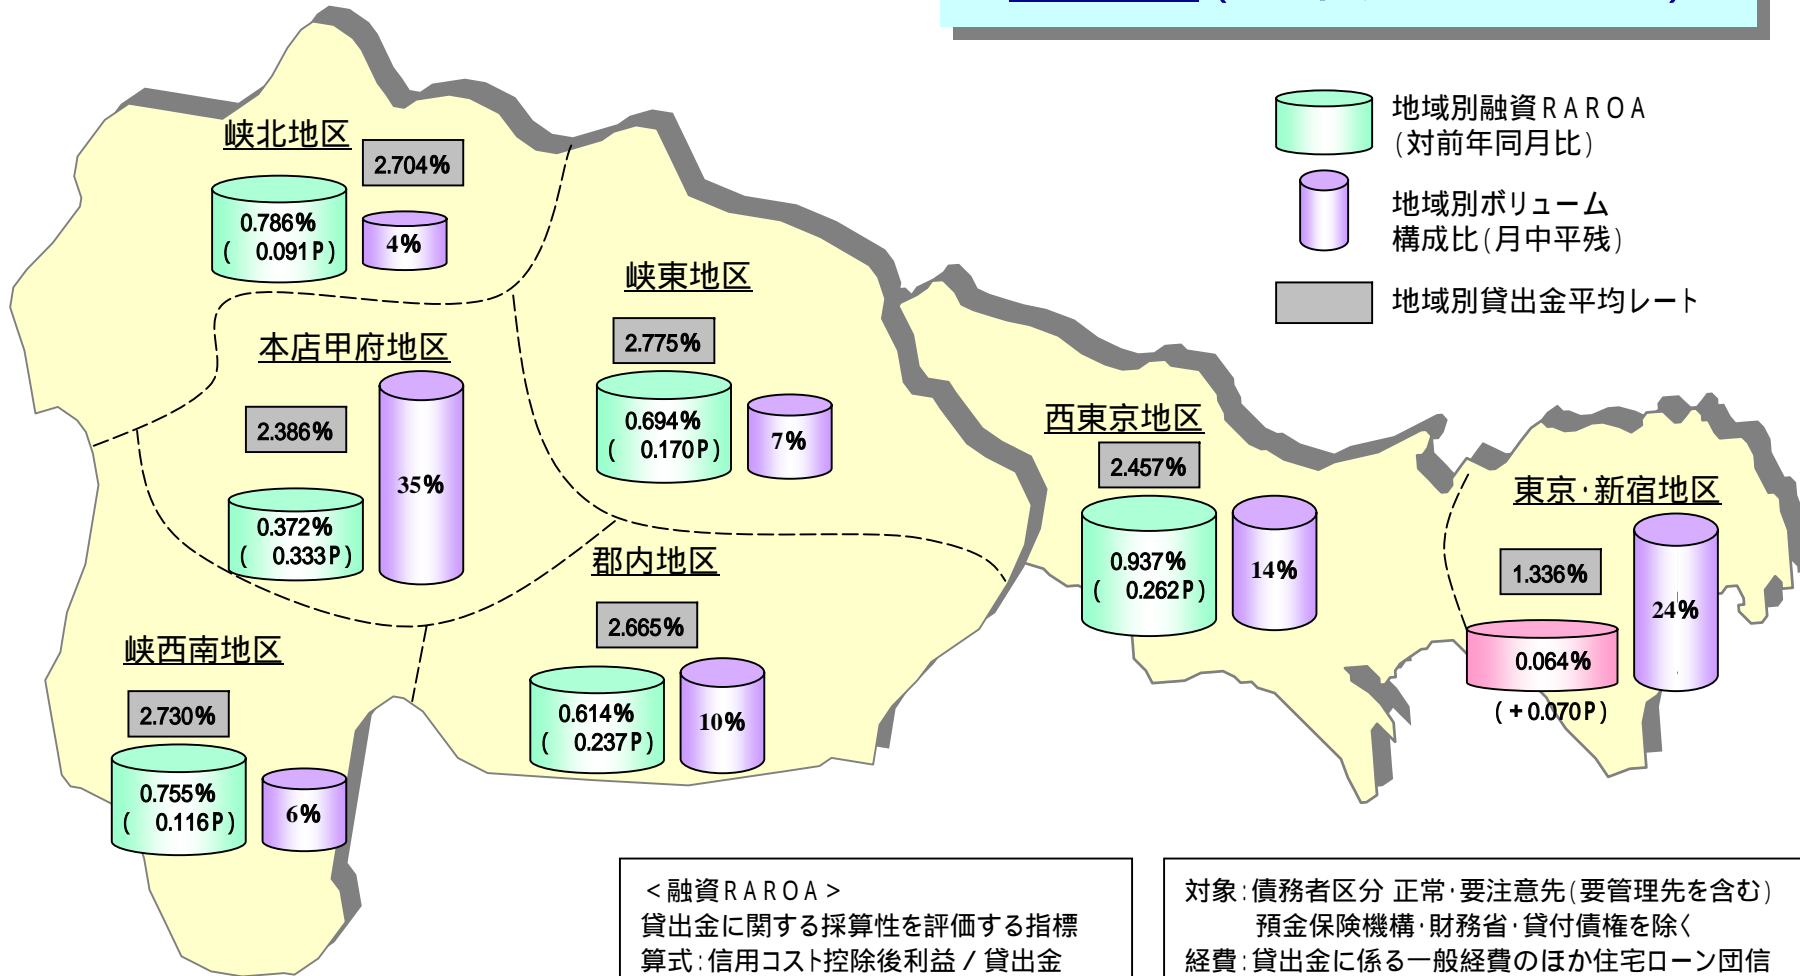 地域別融資RAROA
(対前年同月比)
地域別ボリューム
構成比(月中平残)
地域別貸出金平均レート
峡北地区
2.704%
0.786%
( 0.091P)
4%
峡東地区
2.775%
0.694%
( 0.170P)
7%
本店甲府地区
2.386%
35%
0.372%
( 0.333P)
西東京地区
2.457%
0.937%
( 0.262P)
14%
東京・新宿地区
1.336%
24%
0.064%
(+0.070P)
郡内地区
2.665%
0.614%
( 0.237P)
10%
峡西南地区
2.730%
0.755%
( 0.116P)
6%
<融資RAROA>
貸出金に関する採算性を評価する指標
算式:信用コスト控除後利益/貸出金
対象:債務者区分 正常・要注意先(要管理先を含む)
預金保険機構・財務省・貸付債権を除く
経費:貸出金に係る一般経費のほか住宅ローン団信